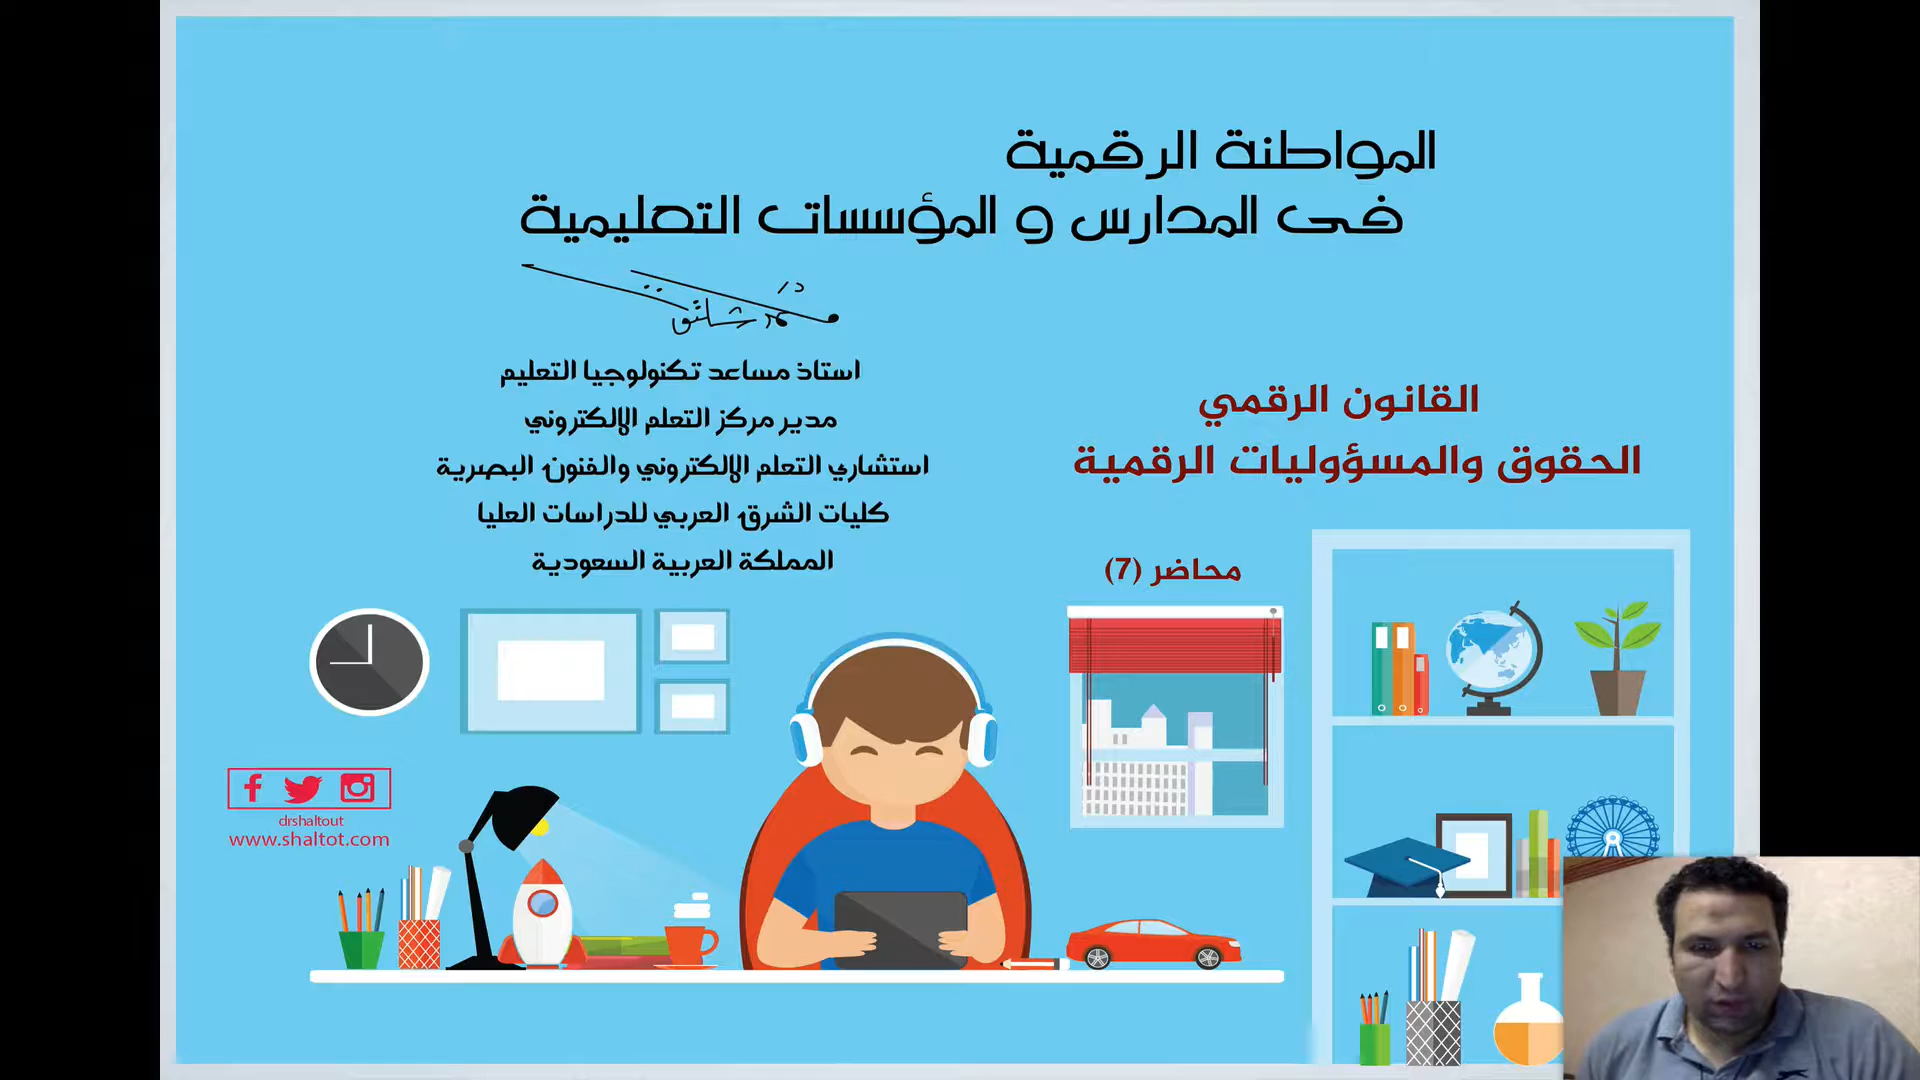 المواطنة الرقمية
فى المدارس و المؤسسات التعليمية
د/ محمد شلتوت
استاذ مساعد تكنولوجيا التعليم
مدير مركز التعلم الالكتروني
استشاري التعلم الالكتروني والفنون البصرية
كليات الشرق العربي للدراسات العليا
المملكة العربية السعودية
القانون الرقمي
الحقوق والمسؤوليات الرقمية
محاضر (7)
drshaltout
www.shaltot.com